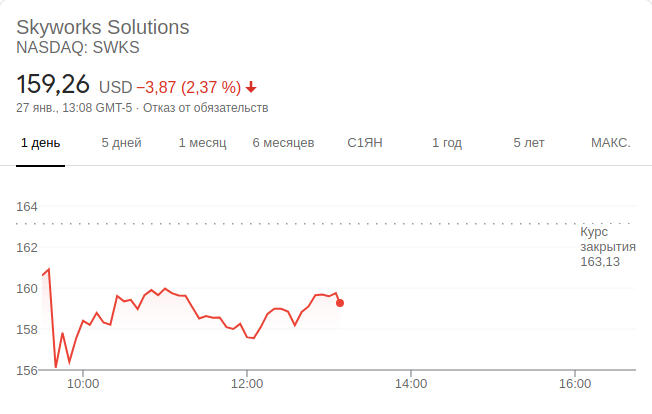 Skyworks Solutions
NASDAQ: SWKS
159,26 USD −3,87 (2,37 %)
27 янв., 13:08 GMT-5 · Отказ от обязательств
1 день 5 дней 1 месяц 6 месяцев С1ЯН 1 год 5 лет МАКС.
164
Курс
закрытия
163,13
162
160
158
156
10:00 12:00 14:00 16:00